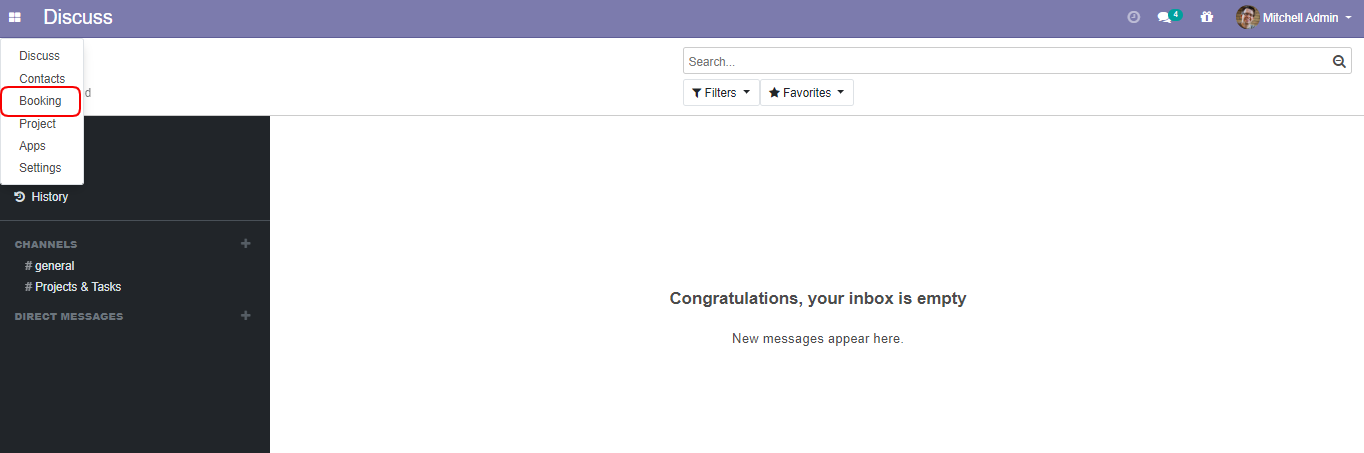 Discuss
4
Mitchell Admin
Discuss
Contacts
Booking
Project
Apps
Settings
Search...
Filters
Favorites
History
CHANNELS
# general
# Projects & Tasks
DIRECT MESSAGES
Congratulations, your inbox is empty
New messages appear here.